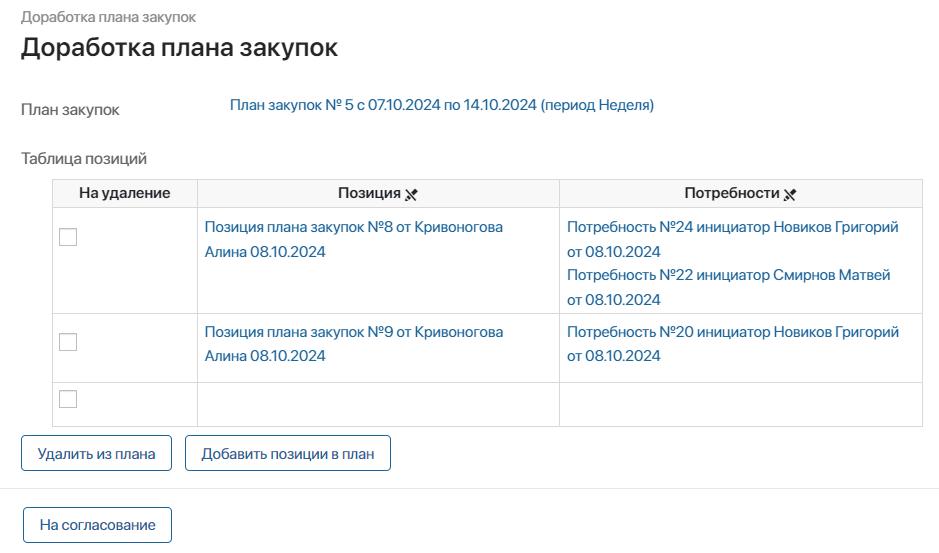 Доработка плана закупок
Доработка плана закупок
План закупок
План закупок № 5 с 07.10.2024 по 14.10.2024 (период Неделя)
Таблица позиций
На удаление
Позиция
Потребности
Позиция плана закупок №8 от Кривоногова
Алина 08.10.2024
Потребность №24 инициатор Новиков Григорий
от 08.10.2024
Потребность №22 инициатор Смирнов Матвей
от 08.10.2024
Позиция плана закупок №9 от Кривоногова
Алина 08.10.2024
Потребность №20 инициатор Новиков Григорий
от 08.10.2024
Удалить из плана
Добавить позиции в план
На согласование